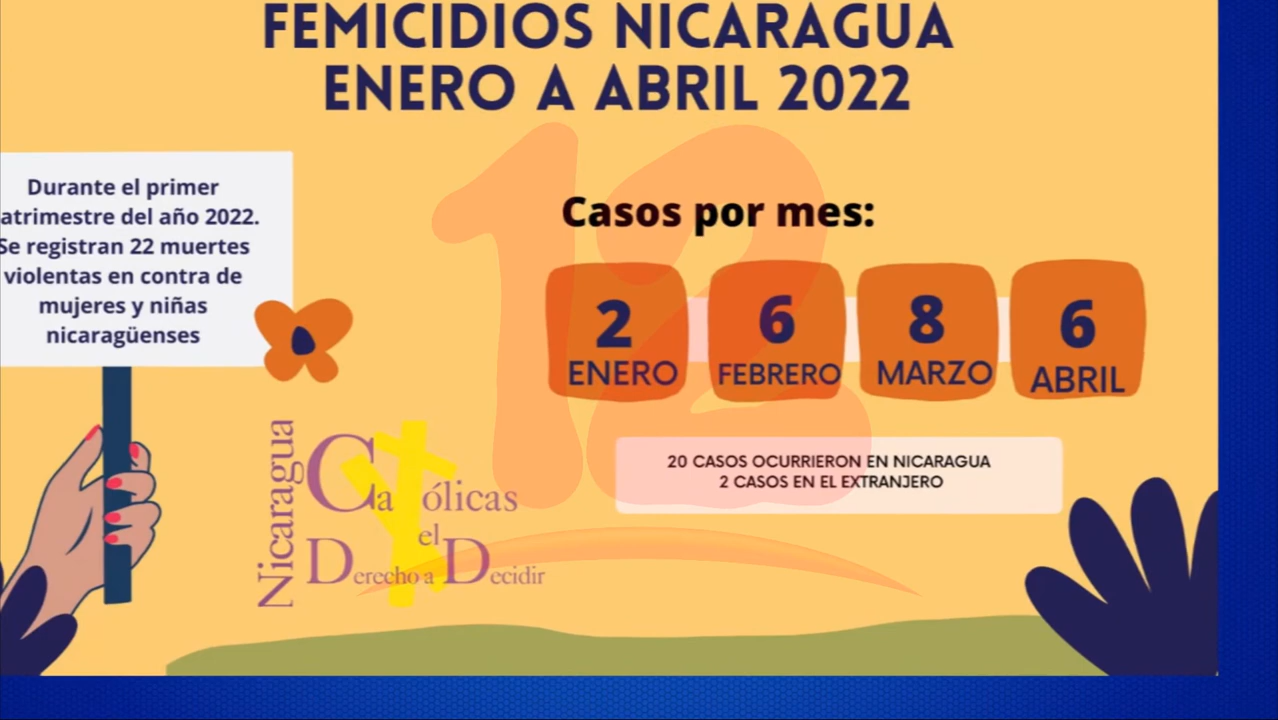 FEMICIDIOS NICARAGUA
ENERO A ABRIL 2022
Durante el primer
atrimestre del año 2022.
Se registran 22 muertes
violentas en contra de
mujeres y niñas
nicaragüenses
Casos por mes:
2 6 8 6
ENERO FEBRERO MARZO ABRIL
20 CASOS OCURRIERON EN NICARAGUA
2 CASOS EN EL EXTRANJERO
Nicaragua
Católicas
el
Derecho a Decidir
12